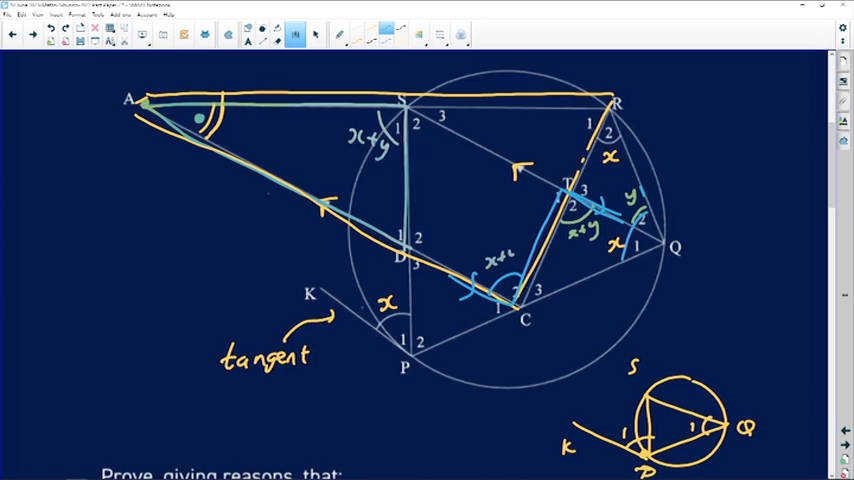 File Edit View Insert Format Tools Add-ons Account Help
A
S
R
1
2
3
1
2
x+y
x
T
3
2
y
x+y
2
x
1
Q
1
2
D
3
K
x
1
2
3
C
1
2
P
tangent
S
K
1
1
Q
P
Prove, giving reasons, that: